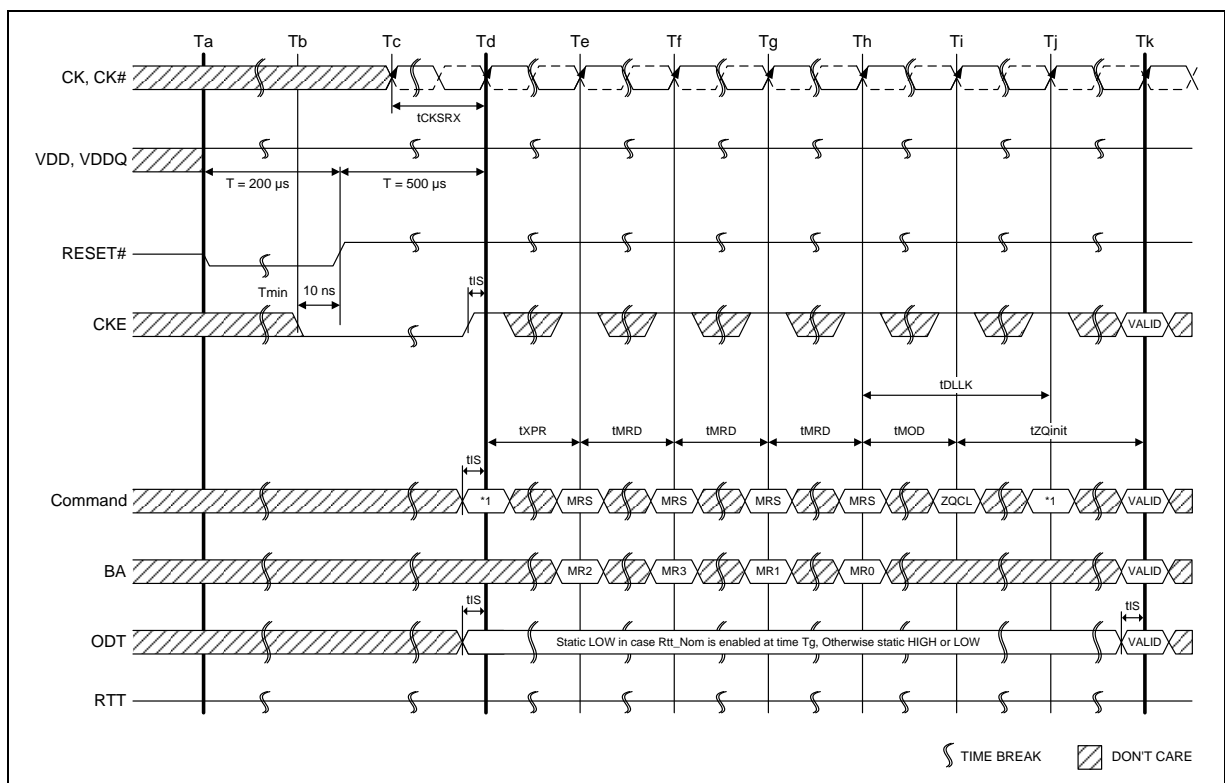 Ta Tb Tc Td Te Tf Tg Th Ti Tj Tk
CK, CK#
tCKSRX
VDD, VDDQ
T = 200 µs T = 500 µs
RESET#
tIS
Tmin 10 ns
CKE VALID
tDLLK
tXPR tMRD tMRD tMRD tMOD tZQinit
tIS
Command *1 MRS MRS MRS MRS ZQCL *1 VALID
BA MR2 MR3 MR1 MR0 VALID
tIS tIS
ODT Static LOW in case Rtt_Nom is enabled at time Tg, Otherwise static HIGH or LOW VALID
RTT
TIME BREAK DON'T CARE